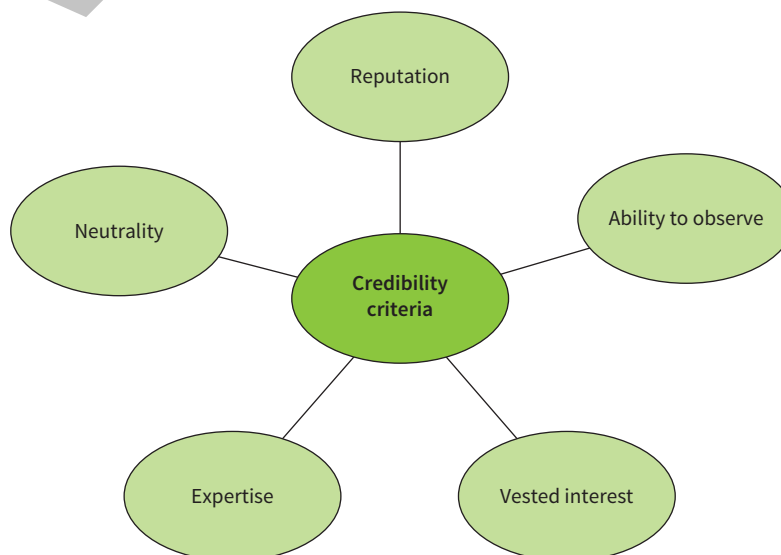 Reputation
Neutrality
Ability to observe
Credibility
criteria
Expertise
Vested interest